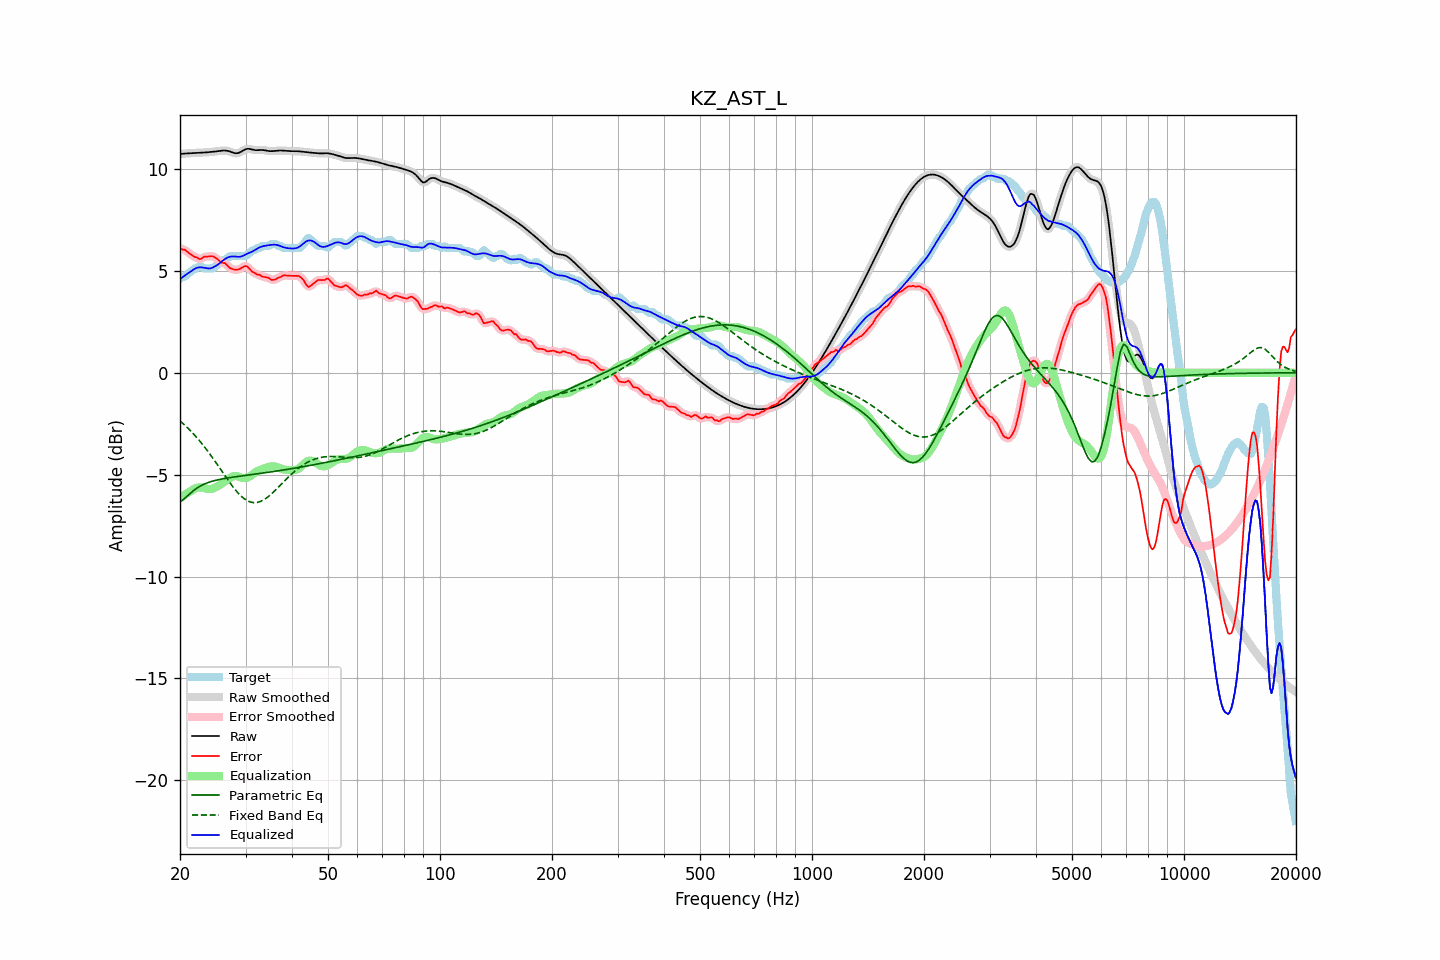 KZ_AST_L
Amplitude (dBr)
10
5
0
−5
−10
−15
−20
Target
Raw Smoothed
Error Smoothed
Raw
Error
Equalization
Parametric Eq
Fixed Band Eq
Equalized
20 50 100 200 500 1000 2000 5000 10000 20000
Frequency (Hz)